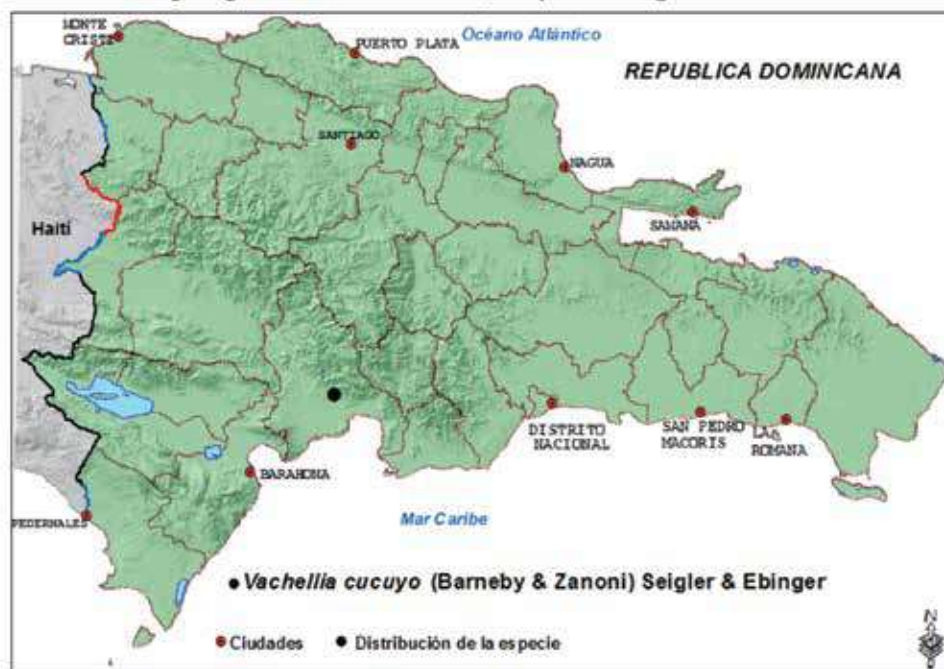 MONTE
CRISTE
PUERTO PLATA
Océano Atlántico
REPUBLICA DOMINICANA
SANTIAGO
NAGUA
SAMANA
Haití
DISTRITO
NACIONAL
SAN PEDRO
MACORIS
LA
ROMANA
BARAHONA
PEDERNALES
Mar Caribe
Vachellia cucuyo (Barneby & Zanoni) Seigler & Ebinger
Ciudades
Distribución de la especie
N